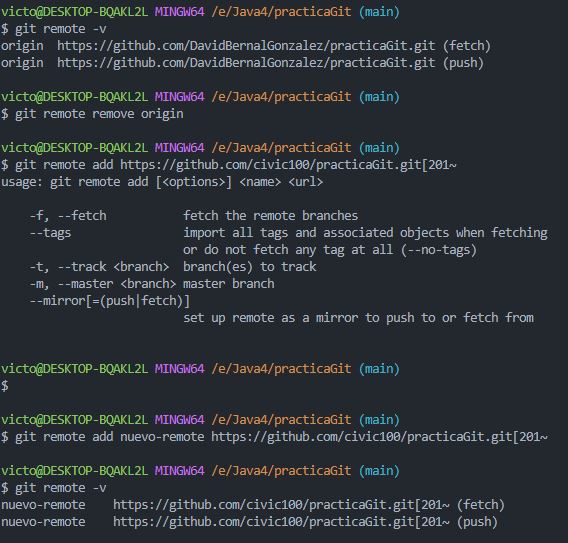 victo@DESKTOP-BQAKL2L MINGW64 /e/Java4/practicaGit (main)
$ git remote -v
origin  https://github.com/DavidBernalGonzalez/practicaGit.git (fetch)
origin  https://github.com/DavidBernalGonzalez/practicaGit.git (push)
victo@DESKTOP-BQAKL2L MINGW64 /e/Java4/practicaGit (main)
$ git remote remove origin
victo@DESKTOP-BQAKL2L MINGW64 /e/Java4/practicaGit (main)
$ git remote add https://github.com/civic100/practicaGit.git[201~
usage: git remote add [<options>] <name> <url>
-f, --fetch           fetch the remote branches
--tags                import all tags and associated objects when fetching
or do not fetch any tag at all (--no-tags)
-t, --track <branch>  branch(es) to track
-m, --master <branch> master branch
--mirror[=(push|fetch)]
set up remote as a mirror to push to or fetch from
victo@DESKTOP-BQAKL2L MINGW64 /e/Java4/practicaGit (main)
$
victo@DESKTOP-BQAKL2L MINGW64 /e/Java4/practicaGit (main)
$ git remote add nuevo-remote https://github.com/civic100/practicaGit.git[201~
victo@DESKTOP-BQAKL2L MINGW64 /e/Java4/practicaGit (main)
$ git remote -v
nuevo-remote    https://github.com/civic100/practicaGit.git[201~ (fetch)
nuevo-remote    https://github.com/civic100/practicaGit.git[201~ (push)